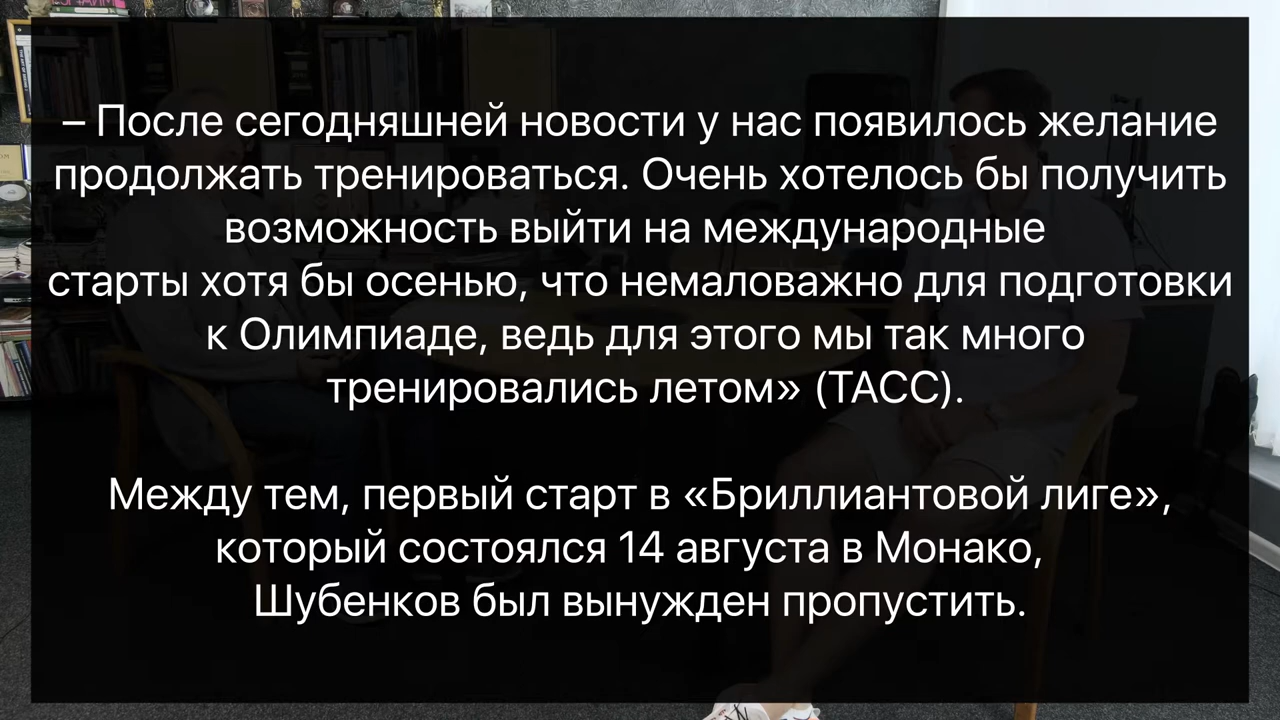 – После сегодняшней новости у нас появилось желание
продолжать тренироваться. Очень хотелось бы получить
возможность выйти на международные
старты хотя бы осенью, что немаловажно для подготовки
к Олимпиаде, ведь для этого мы так много
тренировались летом» (ТАСС).
Между тем, первый старт в «Бриллиантовой лиге»,
который состоялся 14 августа в Монако,
Шубенков был вынужден пропустить.